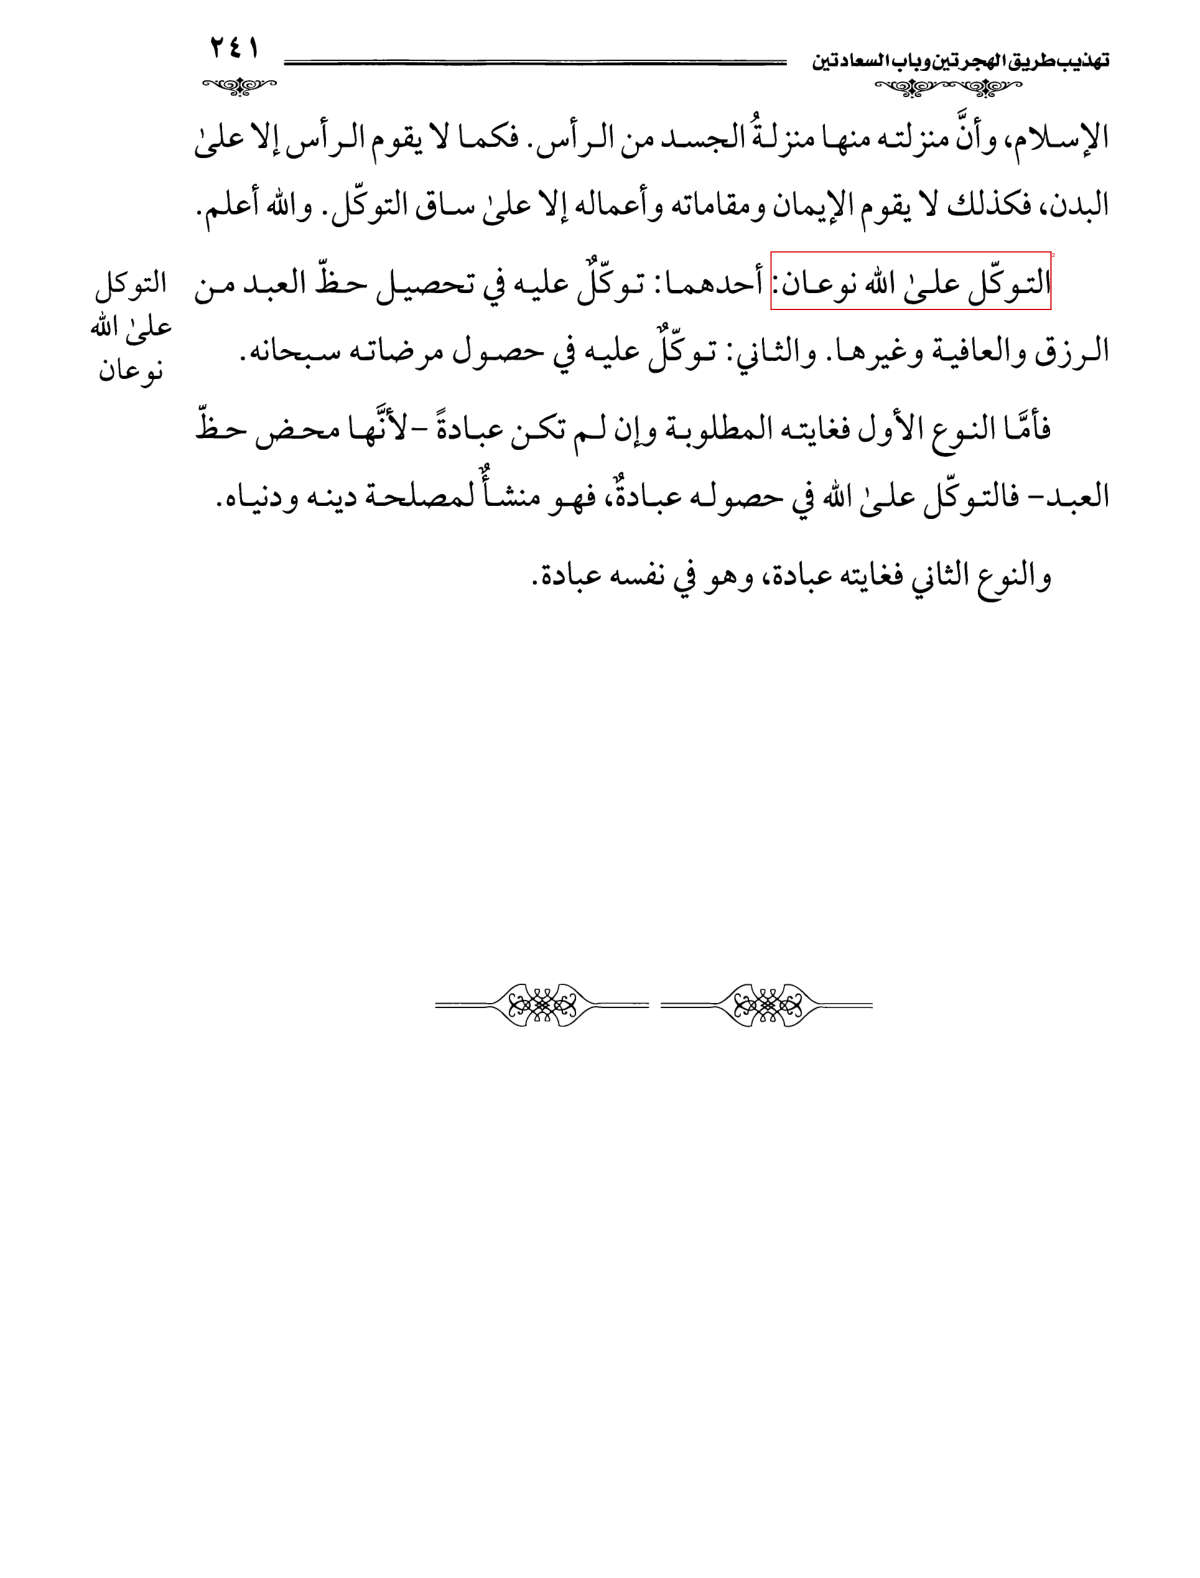 تهذيب طريق الهجرتين وباب السعادتين
٢٤١
الإسلام، وأنَّ منزلته منها منزلةُ الجسد من الرأس. فكما لا يقوم الرأس إلا علىٰ
البدن، فكذلك لا يقوم الإيمان ومقاماته وأعماله إلا علىٰ ساق التوكّل. والله أعلم.
التوكّل علىٰ الله نوعان: أحدهما: توكّلٌ عليه في تحصيل حظّ العبد من
الرزق والعافية وغيرها. والثاني: توكّلٌ عليه في حصول مرضاته سبحانه.
التوكل
علىٰ الله
نوعان
فأمَّا النوع الأول فغايته المطلوبة وإن لم تكن عبادةً –لأنَّها محض حظّ
العبد– فالتوكّل علىٰ الله في حصوله عبادةٌ، فهو منشأٌ لمصلحة دينه ودنياه.
والنوع الثاني فغايته عبادة، وهو في نفسه عبادة.